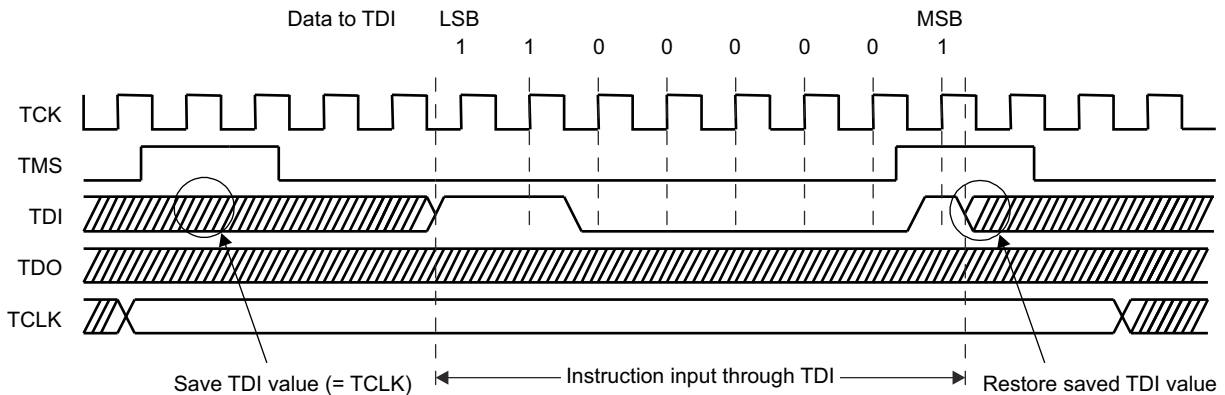 Data to TDI LSB MSB
1 1 0 0 0 0 0 1
TCK
TMS
TDI
TDO
TCLK
Save TDI value (= TCLK) Instruction input through TDI Restore saved TDI value